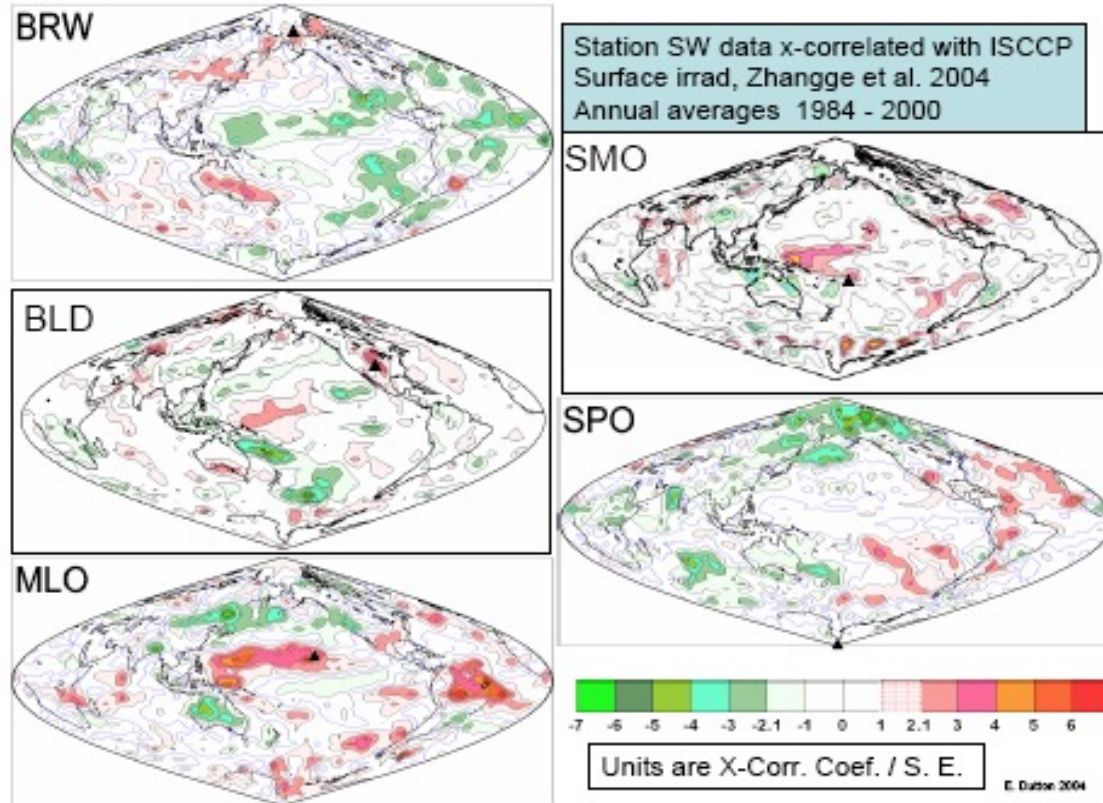 BRW
Station SW data x-correlated with ISCCP
Surface irrad, Zhangge et al. 2004
Annual averages 1984 - 2000
SMO
BLD
SPO
MLO
-7 -6 -5 -4 -3 -2.1 -1 0 1 2.1 3 4 5 6
Units are X-Corr. Coef. / S. E.
E. Dutton 2004